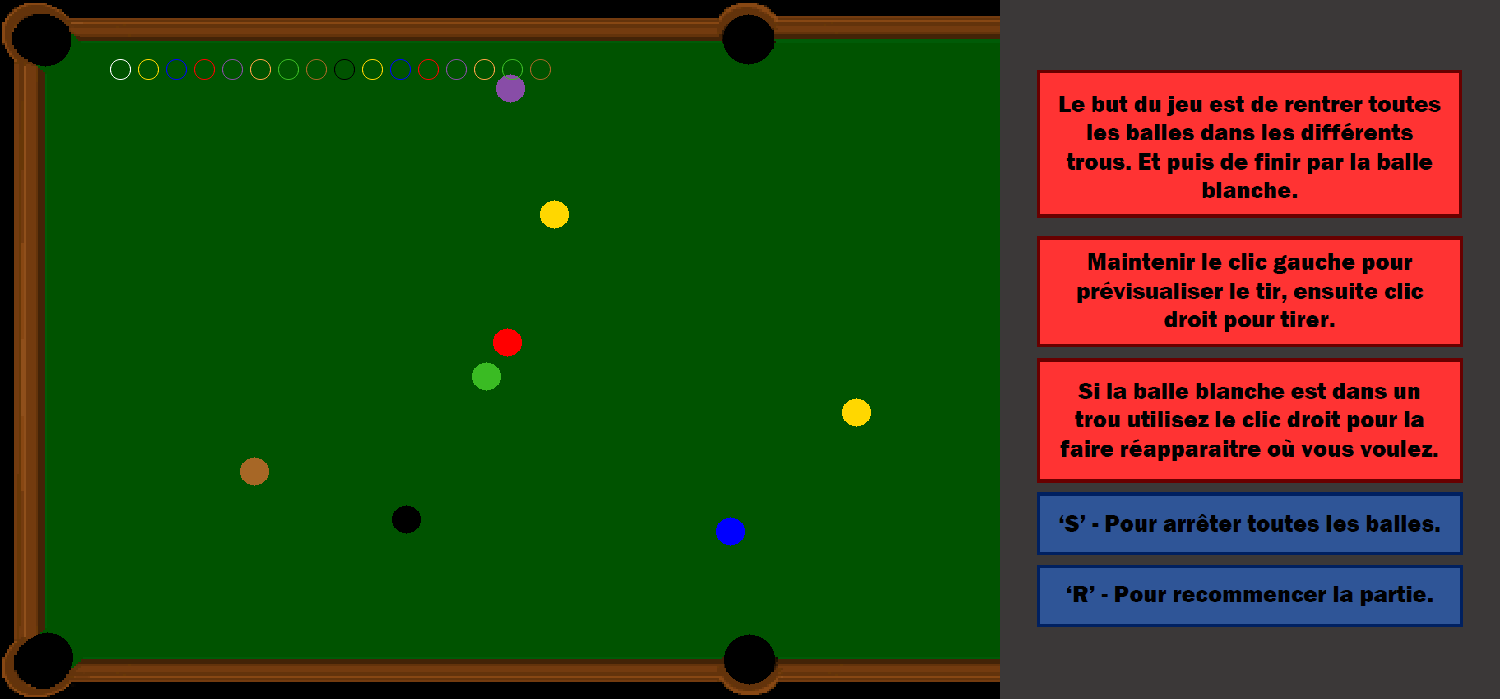 Le but du jeu est de rentrer toutes
les balles dans les différents
trous. Et puis de finir par la balle
blanche.
Maintenir le clic gauche pour
prévisualiser le tir, ensuite clic
droit pour tirer.
Si la balle blanche est dans un
trou utilisez le clic droit pour la
faire réapparaitre où vous voulez.
‘S’ - Pour arrêter toutes les balles.
‘R’ - Pour recommencer la partie.